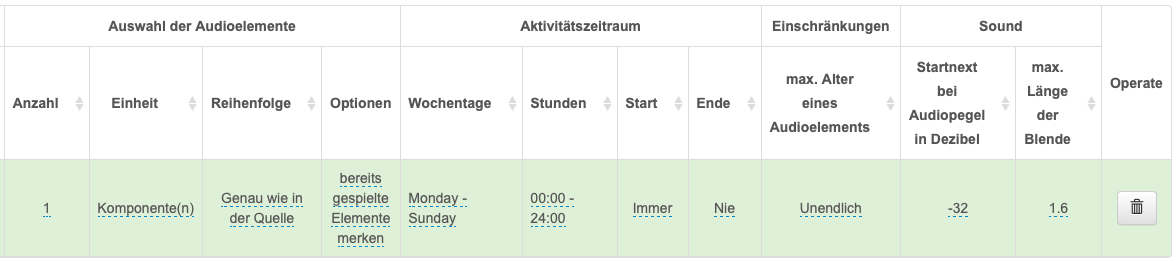 Auswahl der Audioelemente Aktivitätszeitraum Einschränkungen Sound
Anzahl Einheit Reihenfolge Optionen Wochentage Stunden Start Ende max. Alter eines Audioelements Startnext bei Audiopegel in Dezibel max. Länge der Blende Operate
1 Komponente(n) Genau wie in der Quelle bereits gespielte Elemente merken Monday - Sunday 00:00 - 24:00 Immer Nie Unendlich -32 1.6